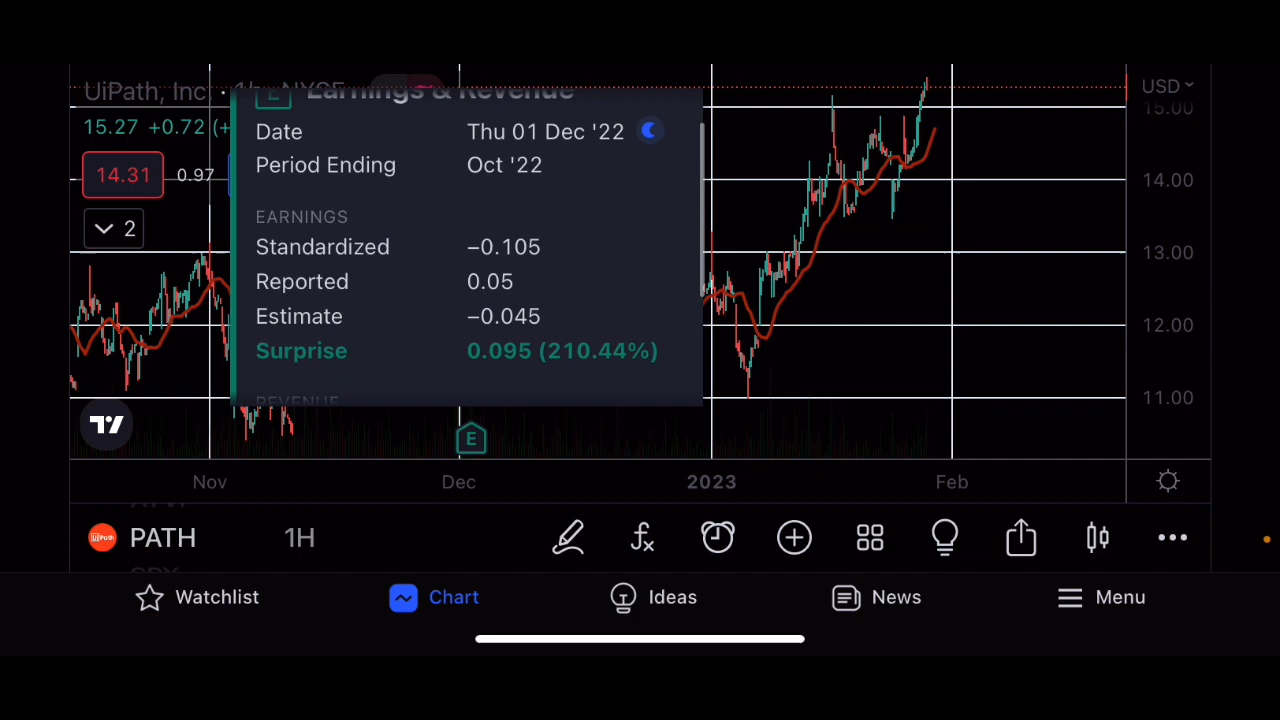 UiPath, Inc. · 1h · NYSE
Earnings & Revenue
USD
15.27 +0.72 (+
15.00
Date Thu 01 Dec '22
14.31 0.97
Period Ending Oct '22
14.00
EARNINGS
2
Standardized −0.105
13.00
Reported 0.05
Estimate −0.045
12.00
Surprise 0.095 (210.44%)
REVENUE
11.00
E
Nov Dec 2023 Feb
PATH 1H
Watchlist Chart Ideas News Menu